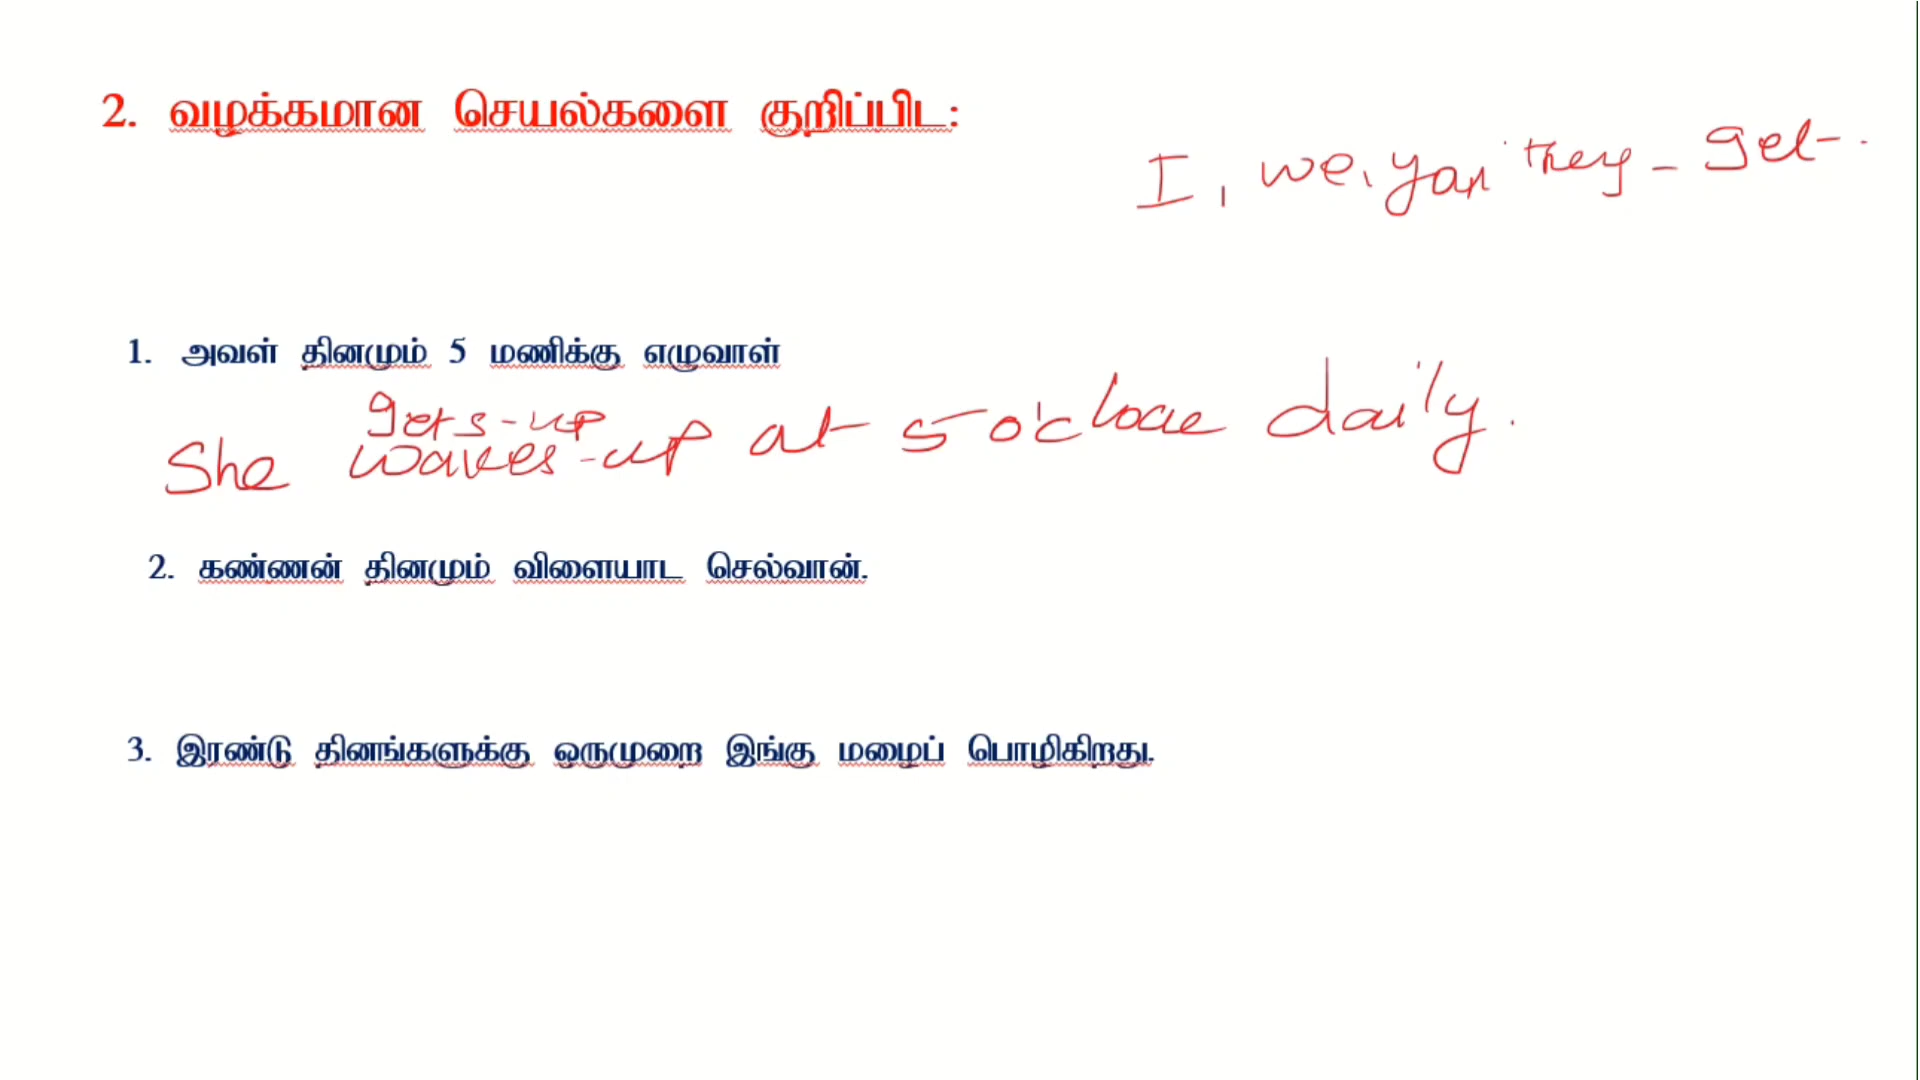 2. வழக்கமான செயல்களை குறிப்பிட:
I, we, you, they - get.
1. அவள் தினமும் 5 மணிக்கு எழுவாள்
gets-up
She wakes-up at 5 o'cloae daily.
2. கண்ணன் தினமும் விளையாட செல்வான்.
3. இரண்டு தினங்களுக்கு ஒருமுறை இங்கு மழைப் பொழிகிறது.